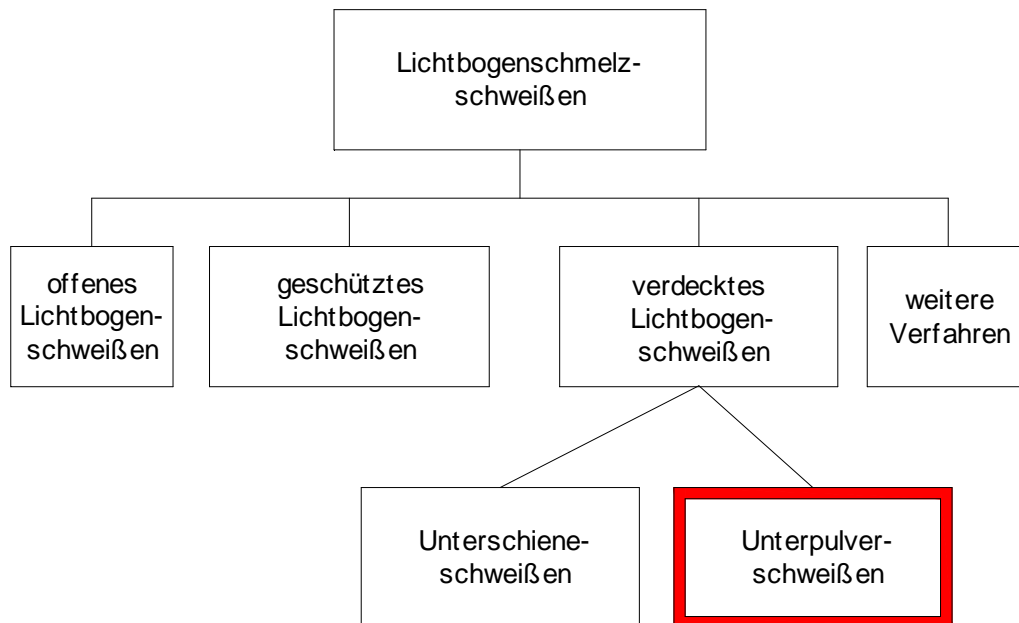 Lichtbogenschmelz-
schweißen
offenes
Lichtbogen-
schweißen
geschütztes
Lichtbogen-
schweißen
verdecktes
Lichtbogen-
schweißen
weitere
Verfahren
Unterschiene-
schweißen
Unterpulver-
schweißen